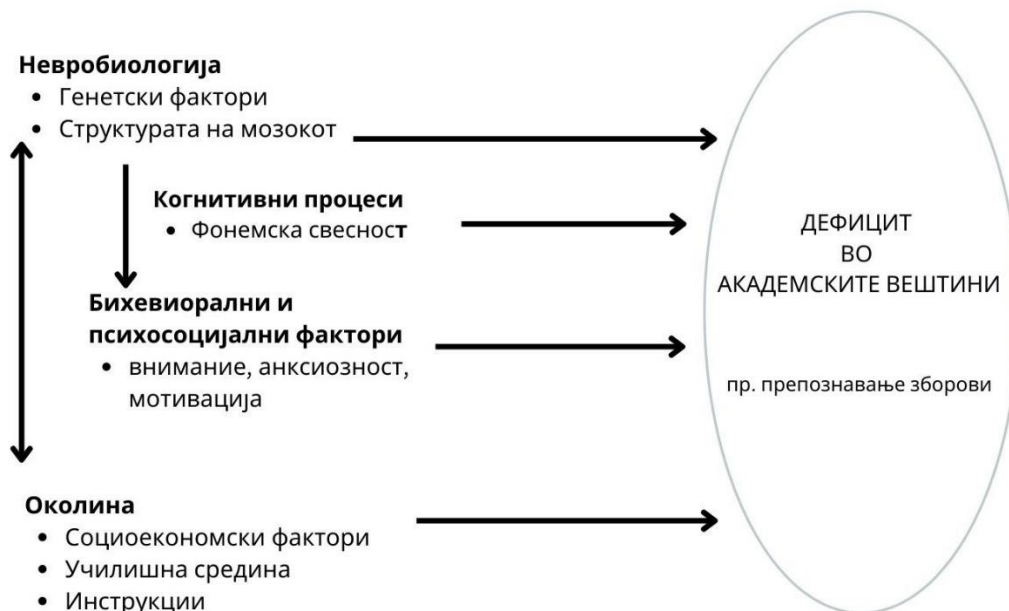 Невробиологија
• Генетски фактори
• Структурата на мозокот
Когнитивни процеси
• Фонемска свесност
Бихевиорални и
психосоцијални фактори
• внимание, анксиозност,
мотивација
Околина
• Социоекономски фактори
• Училишна средина
• Инструкции
ДЕФИЦИТ
ВО
АКАДЕМСКИТЕ ВЕШТИНИ
пр. препознавање зборови